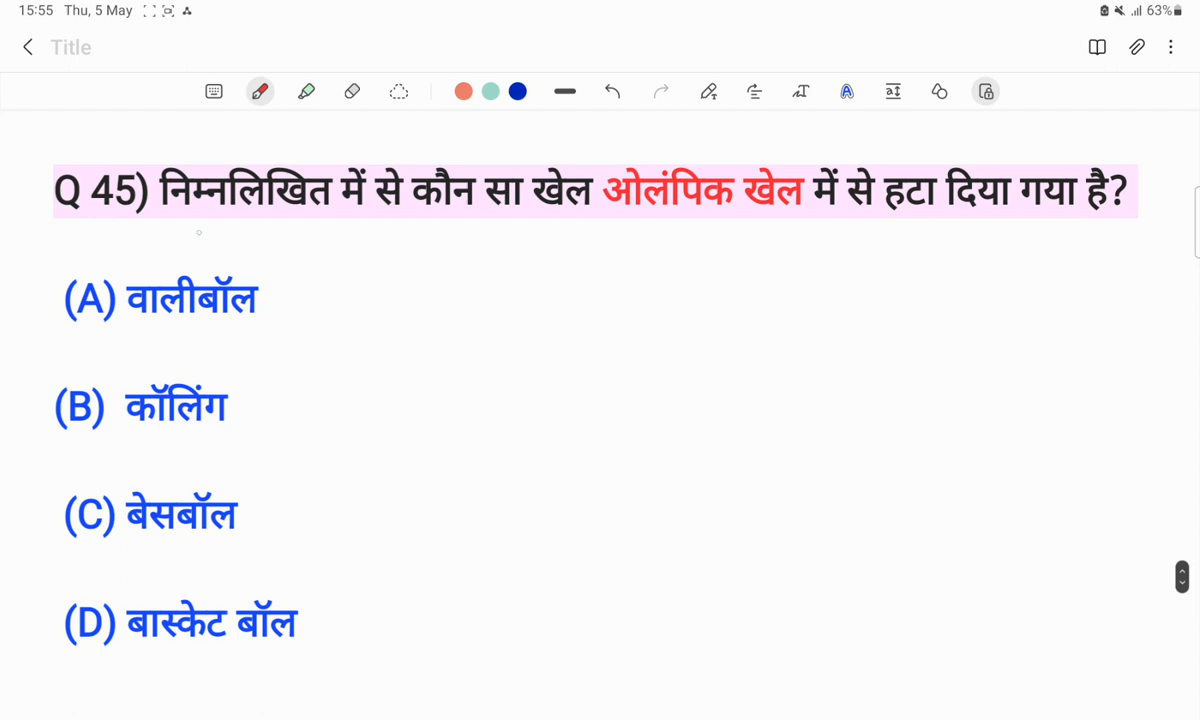 15:55 Thu, 5 May 63%
Title
Q 45) निम्नलिखित में से कौन सा खेल ओलंपिक खेल में से हटा दिया गया है?
(A) वालीबॉल
(B) कॉलिंग
(C) बेसबॉल
(D) बास्केट बॉल